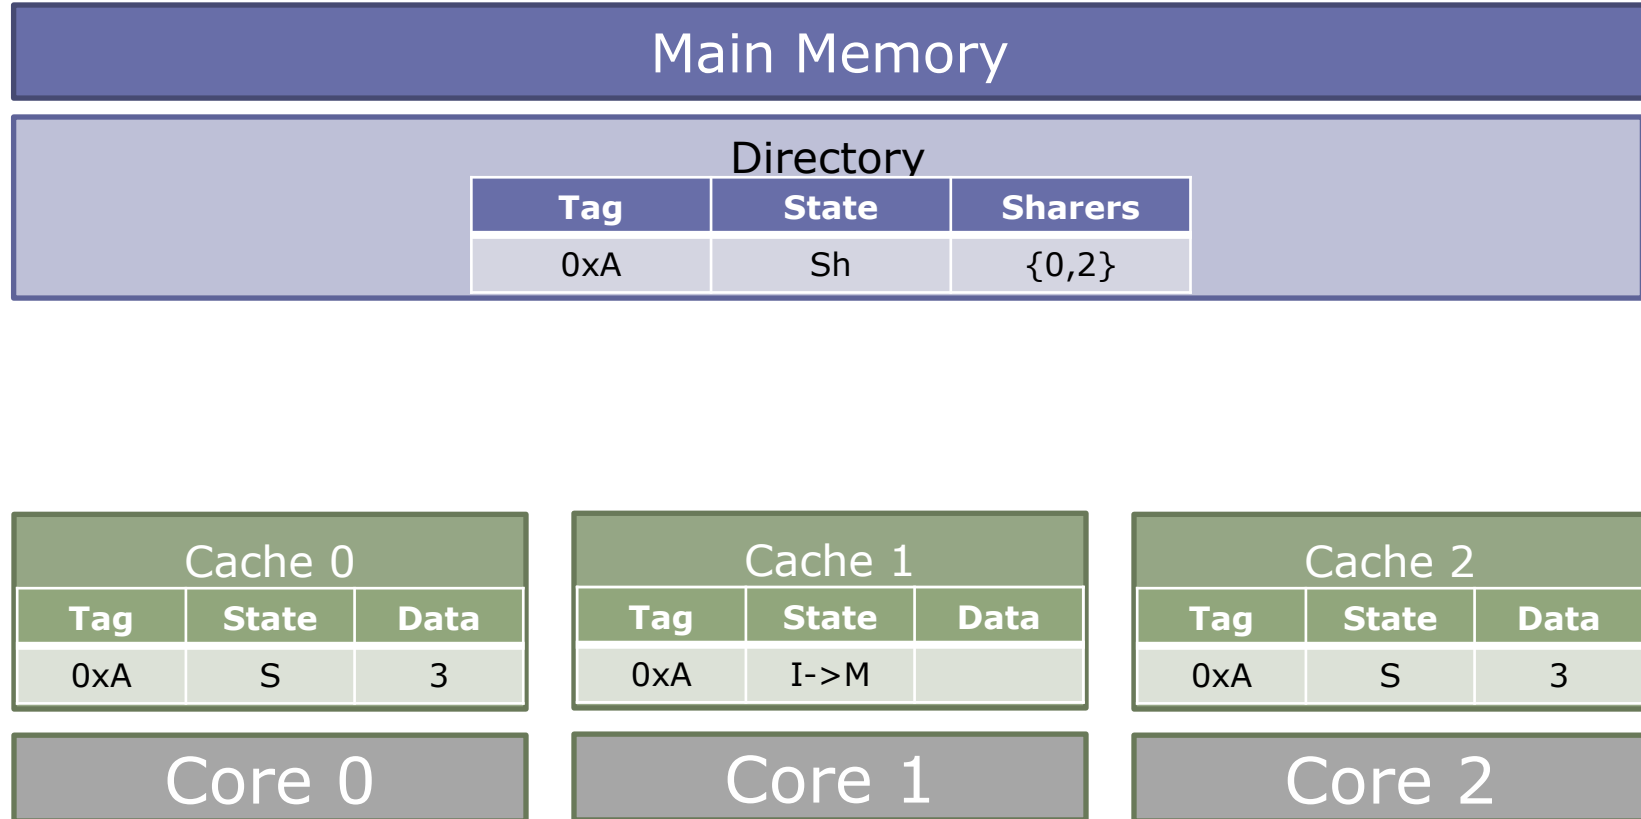 Main Memory
Directory
Tag State Sharers
0xA Sh {0,2}
Cache 0
Tag State Data
0xA S 3
Cache 1
Tag State Data
0xA I->M
Cache 2
Tag State Data
0xA S 3
Core 0
Core 1
Core 2